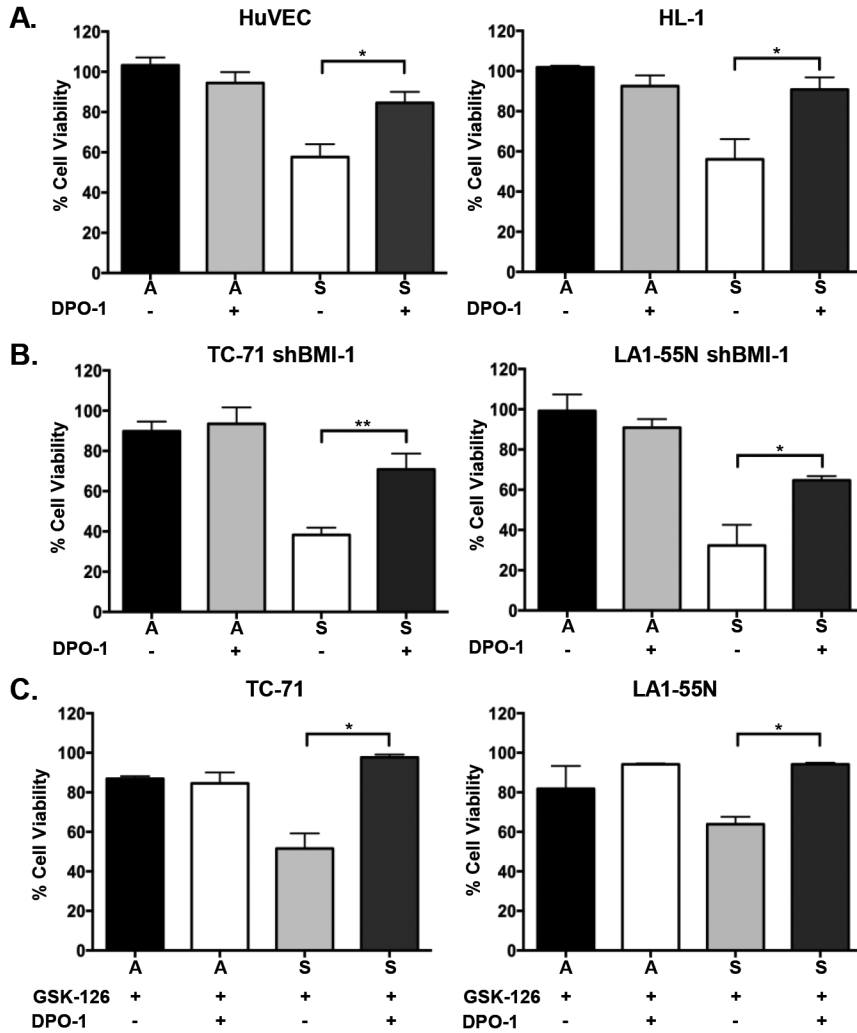 A.
HuVEC
% Cell Viability
120
100
80
60
40
20
0
*
A A S S
DPO-1 - + - +
HL-1
% Cell Viability
120
100
80
60
40
20
0
*
A A S S
- + - +
B.
TC-71 shBMI-1
% Cell Viability
120
100
80
60
40
20
0
**
A A S S
DPO-1 - + - +
LA1-55N shBMI-1
% Cell Viability
120
100
80
60
40
20
0
*
A A S S
- + - +
C.
TC-71
% Cell Viability
120
100
80
60
40
20
0
*
A A S S
GSK-126 + + + +
DPO-1 - + - +
LA1-55N
% Cell Viability
120
100
80
60
40
20
0
*
A A S S
GSK-126 + + + +
DPO-1 - + - +